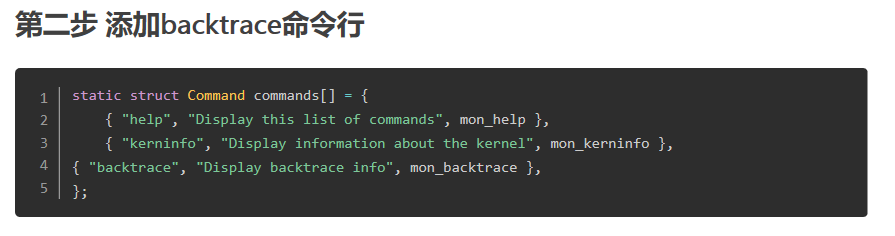 第二步 添加backtrace命令行
1 static struct Command commands[] = {
2     { "help", "Display this list of commands", mon_help },
3     { "kerninfo", "Display information about the kernel", mon_kerninfo },
4 { "backtrace", "Display backtrace info", mon_backtrace },
5 };